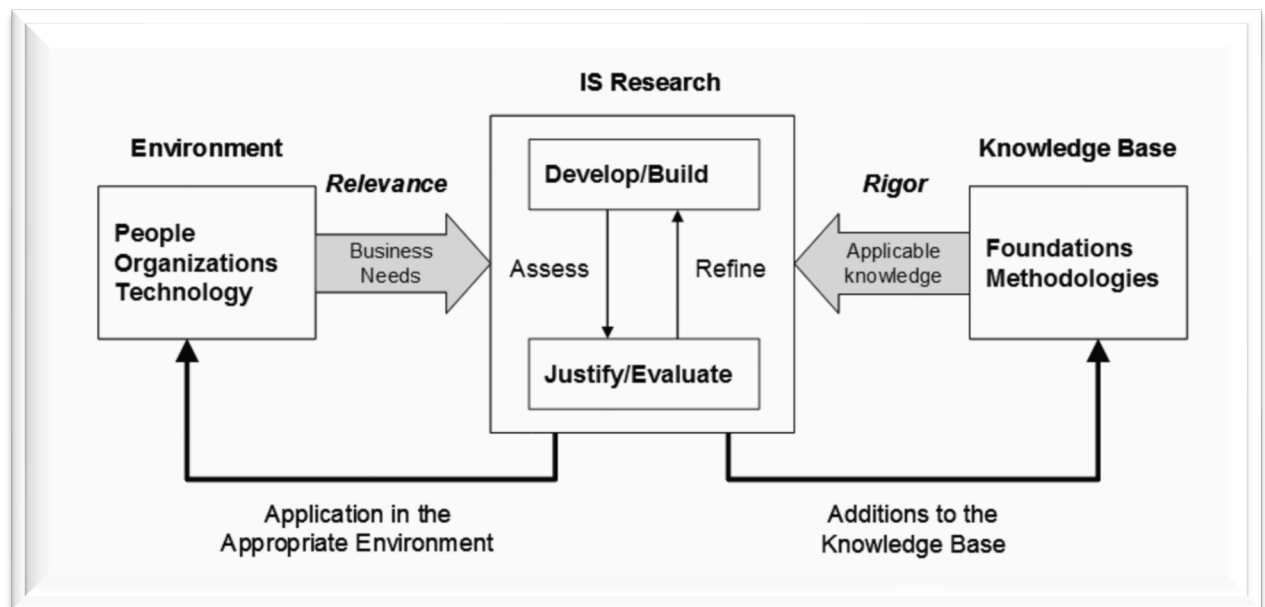 IS Research
Environment
Knowledge Base
Relevance
Rigor
Develop/Build
People
Organizations
Technology
Business
Needs
Assess
Refine
Applicable
knowledge
Foundations
Methodologies
Justify/Evaluate
Application in the
Appropriate Environment
Additions to the
Knowledge Base